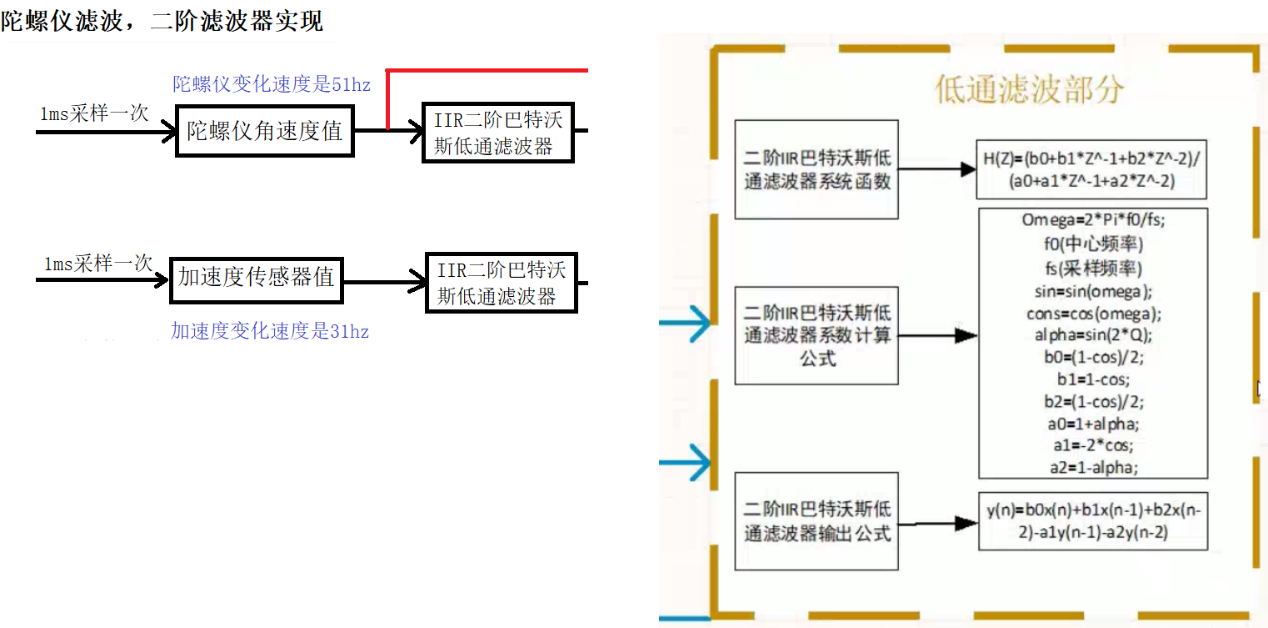 陀螺仪滤波，二阶滤波器实现
陀螺仪变化速度是51hz
1ms采样一次
陀螺仪角速度值
IIR二阶巴特沃
斯低通滤波器
1ms采样一次
加速度传感器值
IIR二阶巴特沃
斯低通滤波器
加速度变化速度是31hz
低通滤波部分
二阶IIR巴特沃斯低
通滤波器系统函数
H(Z)=(b0+b1*Z^-1+b2*Z^-2)/
(a0+a1*Z^-1+a2*Z^-2)
二阶IIR巴特沃斯低
通滤波器系数计算
公式
Omega=2*Pi*f0/fs;
f0(中心频率)
fs(采样频率)
sin=sin(omega);
cons=cos(omega);
alpha=sin(2*Q);
b0=(1-cos)/2;
b1=1-cos;
b2=(1-cos)/2;
a0=1+alpha;
a1=-2*cos;
a2=1-alpha;
二阶IIR巴特沃斯低
通滤波器输出公式
y(n)=b0x(n)+b1x(n-1)+b2x(n-
2)-a1y(n-1)-a2y(n-2)